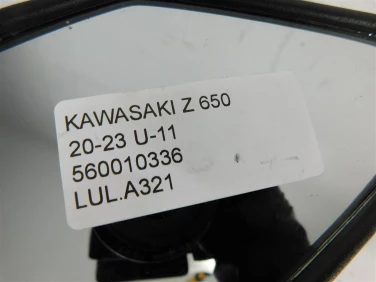 KAWASAKI Z 650
20-23 U-11
560010336
LUL.A321